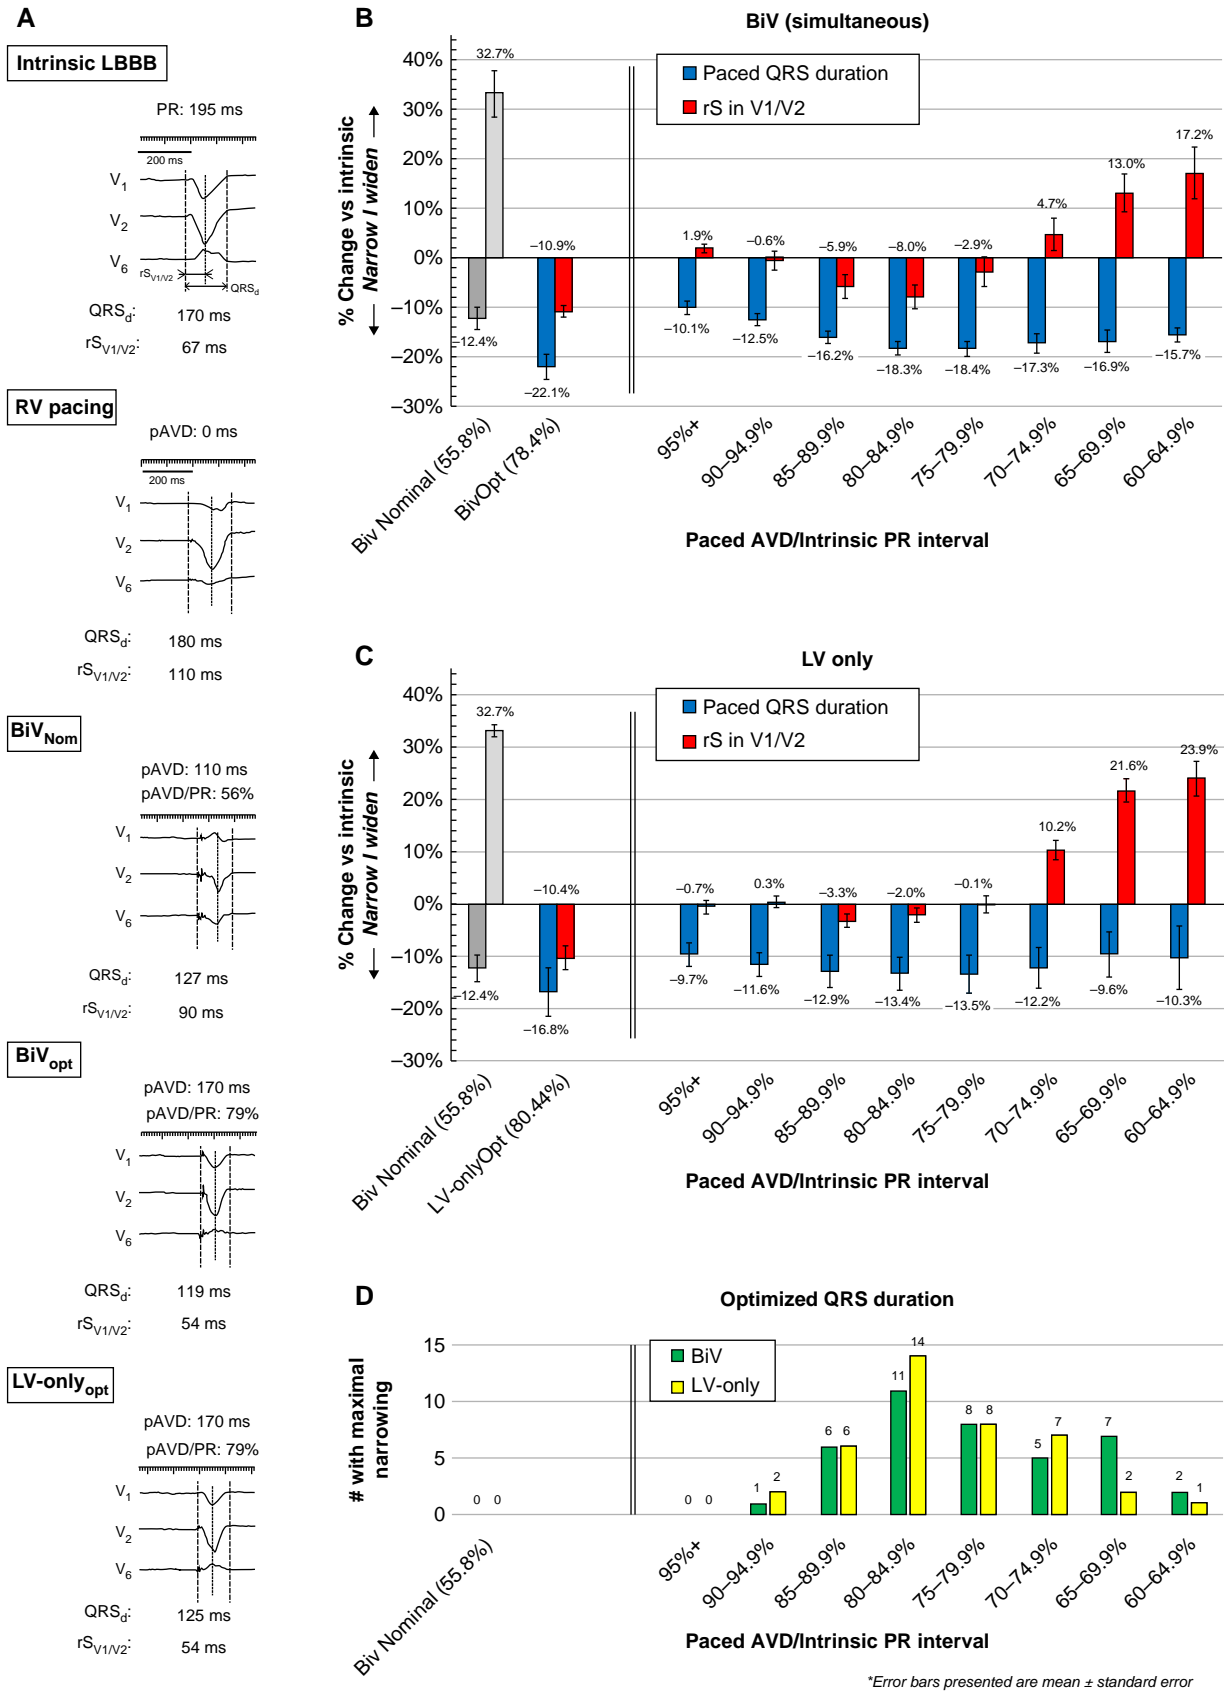 A
Intrinsic LBBB
PR: 195 ms
200 ms
V1
V2
V6
rSV1/V2
QRSd
QRSd: 170 ms
rSV1/V2: 67 ms
RV pacing
pAVD: 0 ms
200 ms
V1
V2
V6
QRSd: 180 ms
rSV1/V2: 110 ms
BiVNom
pAVD: 110 ms
pAVD/PR: 56%
V1
V2
V6
QRSd: 127 ms
rSV1/V2: 90 ms
BiVopt
pAVD: 170 ms
pAVD/PR: 79%
V1
V2
V6
QRSd: 119 ms
rSV1/V2: 54 ms
LV-onlyopt
pAVD: 170 ms
pAVD/PR: 79%
V1
V2
V6
QRSd: 125 ms
rSV1/V2: 54 ms
B
BiV (simultaneous)
% Change vs intrinsic
← Narrow I widen →
40%
30%
20%
10%
0%
–10%
–20%
–30%
Paced QRS duration
rS in V1/V2
32.7%
–12.4%
–10.9%
–22.1%
1.9%
–10.1%
–0.6%
–12.5%
–5.9%
–16.2%
–8.0%
–18.3%
–2.9%
–18.4%
4.7%
–17.3%
13.0%
–16.9%
17.2%
–15.7%
Biv Nominal (55.8%)
BivOpt (78.4%)
95%+
90–94.9%
85–89.9%
80–84.9%
75–79.9%
70–74.9%
65–69.9%
60–64.9%
Paced AVD/Intrinsic PR interval
C
LV only
% Change vs intrinsic
← Narrow I widen →
40%
30%
20%
10%
0%
–10%
–20%
–30%
Paced QRS duration
rS in V1/V2
32.7%
–12.4%
–10.4%
–16.8%
–0.7%
–9.7%
0.3%
–11.6%
–3.3%
–12.9%
–2.0%
–13.4%
–0.1%
–13.5%
10.2%
–12.2%
21.6%
–9.6%
23.9%
–10.3%
Biv Nominal (55.8%)
LV-onlyOpt (80.44%)
95%+
90–94.9%
85–89.9%
80–84.9%
75–79.9%
70–74.9%
65–69.9%
60–64.9%
Paced AVD/Intrinsic PR interval
D
Optimized QRS duration
# with maximal
narrowing
15
10
5
0
BiV
LV-only
0 0
0 0
1 2
6 6
11 14
8 8
5 7
7 2
2 1
Biv Nominal (55.8%)
95%+
90–94.9%
85–89.9%
80–84.9%
75–79.9%
70–74.9%
65–69.9%
60–64.9%
Paced AVD/Intrinsic PR interval
*Error bars presented are mean ± standard error